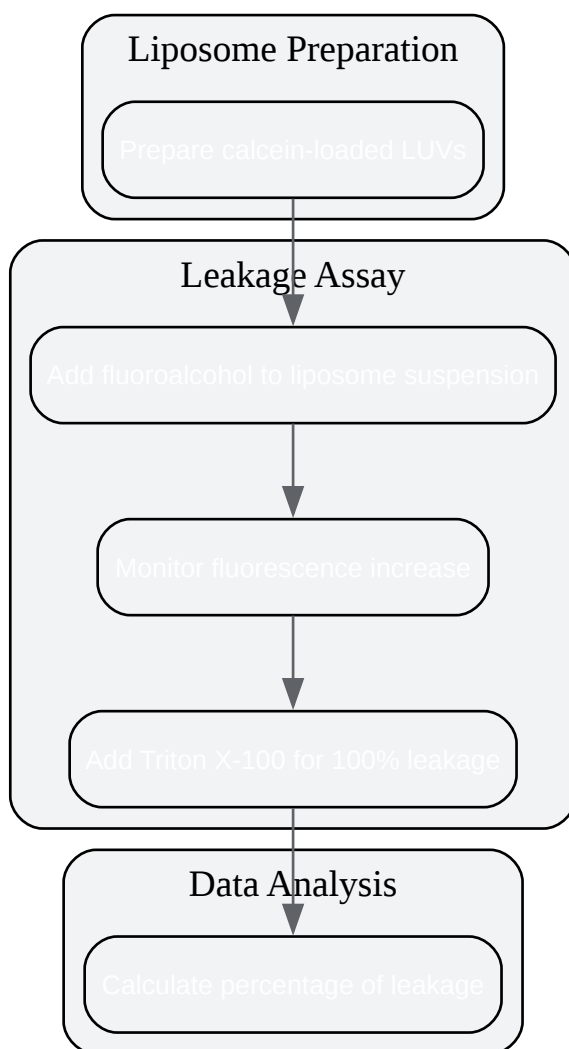 Liposome Preparation
Prepare calcein-loaded LUVs
Leakage Assay
Add fluoroalcohol to liposome suspension
Monitor fluorescence increase
Add Triton X-100 for 100% leakage
Data Analysis
Calculate percentage of leakage